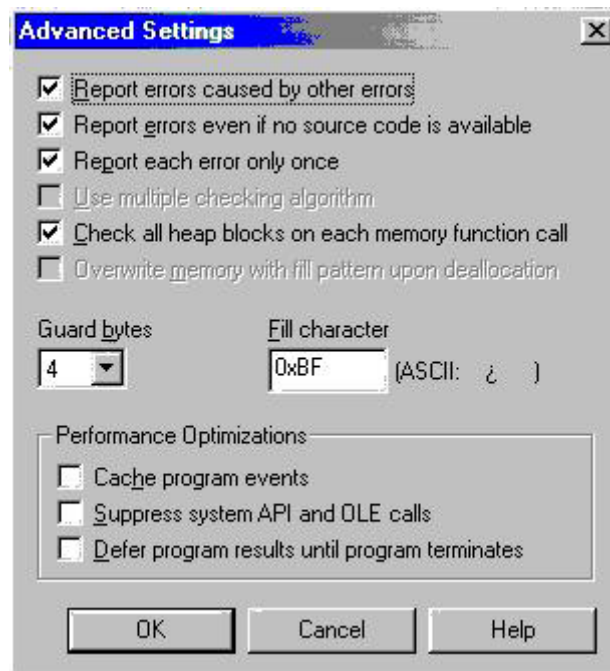 Advanced Settings
Report errors caused by other errors
Report errors even if no source code is available
Report each error only once
Use multiple checking algorithm
Check all heap blocks on each memory function call
Overwrite memory with fill pattern upon deallocation
Guard bytes Fill character
4 0xBF (ASCII: ¿ )
Performance Optimizations
Cache program events
Suppress system API and OLE calls
Defer program results until program terminates
OK Cancel Help